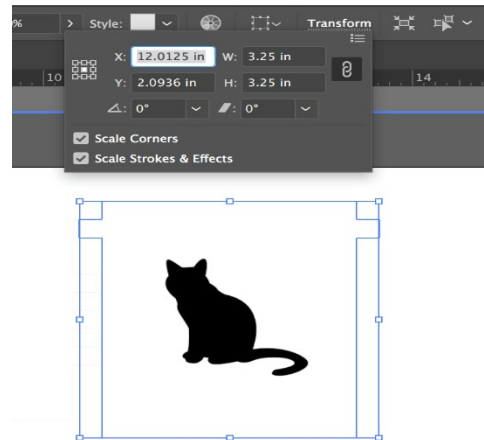 % > Style: Transform
X: 12.0125 in W: 3.25 in
10 Y: 2.0936 in H: 3.25 in 14
0° : 0°
Scale Corners
Scale Strokes & Effects